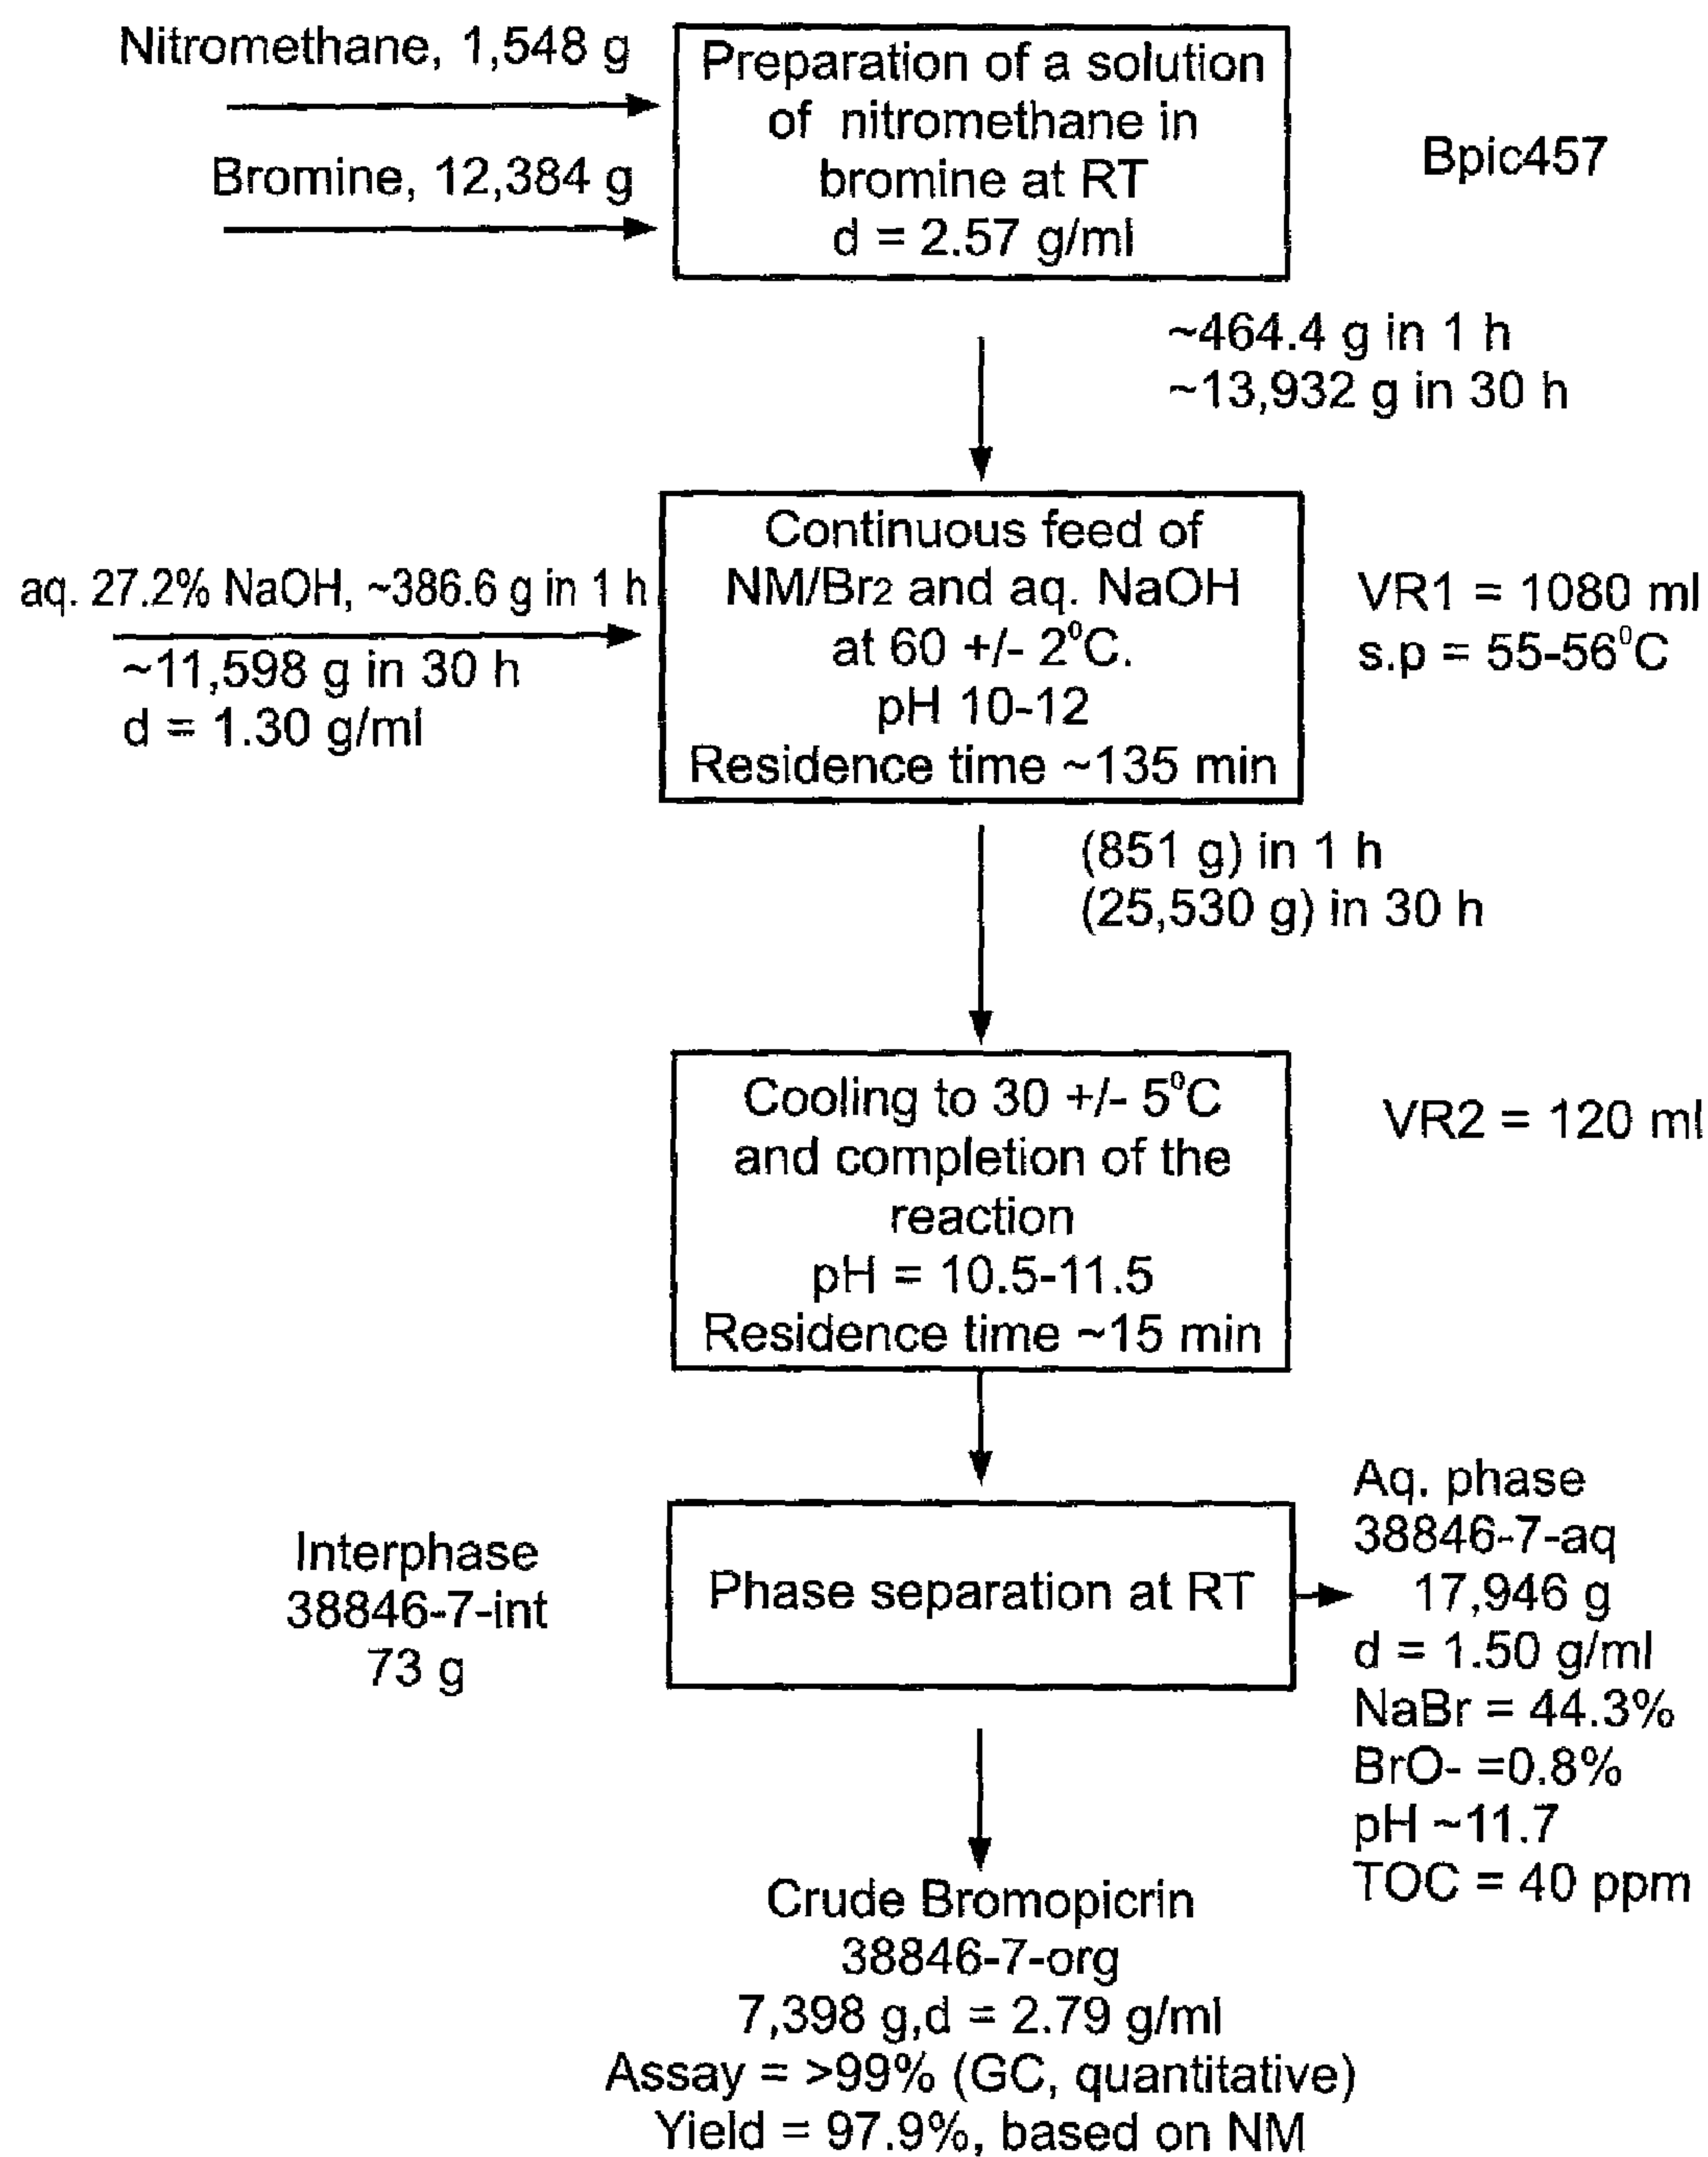 Nitromethane, 1,548 g
Bromine, 12,384 g
Preparation of a solution
of nitromethane in
bromine at RT
d = 2.57 g/ml
Bpic457
~464.4 g in 1 h
~13,932 g in 30 h
aq. 27.2% NaOH, ~386.6 g in 1 h
~11,598 g in 30 h
d = 1.30 g/ml
Continuous feed of
NM/Br2 and aq. NaOH
at 60 +/- 2⁰C.
pH 10-12
Residence time ~135 min
VR1 = 1080 ml
s.p = 55-56⁰C
(851 g) in 1 h
(25,530 g) in 30 h
Cooling to 30 +/- 5⁰C
and completion of the
reaction
pH = 10.5-11.5
Residence time ~15 min
VR2 = 120 ml
Interphase
38846-7-int
73 g
Phase separation at RT
Aq. phase
38846-7-aq
17,946 g
d = 1.50 g/ml
NaBr = 44.3%
BrO- =0.8%
pH ~11.7
TOC = 40 ppm
Crude Bromopicrin
38846-7-org
7,398 g,d = 2.79 g/ml
Assay = >99% (GC, quantitative)
Yield = 97.9%, based on NM